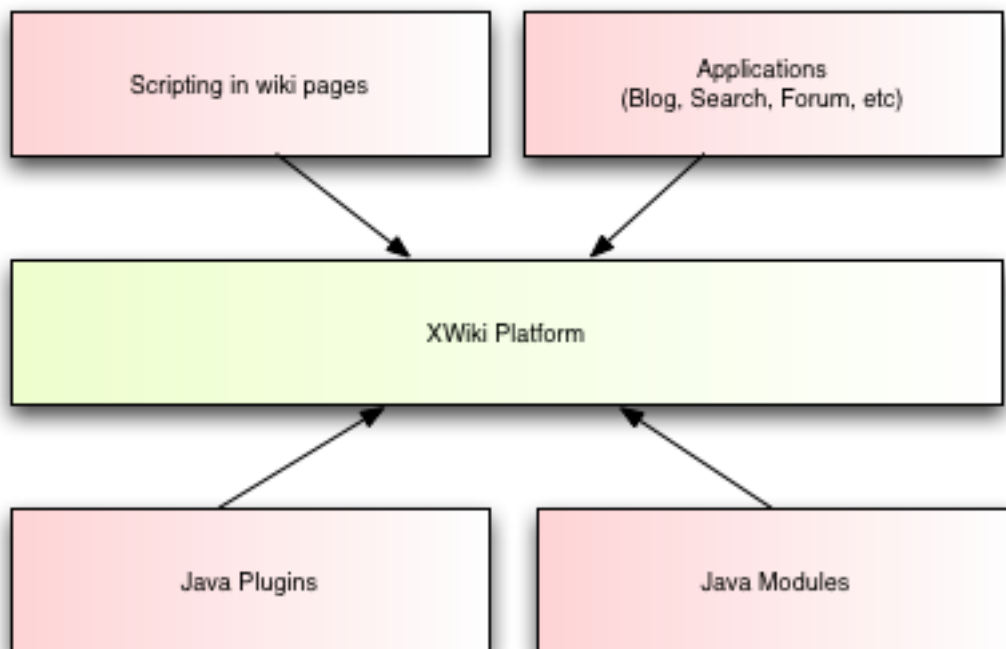 Scripting in wiki pages
Applications
(Blog, Search, Forum, etc)
XWiki Platform
Java Plugins
Java Modules